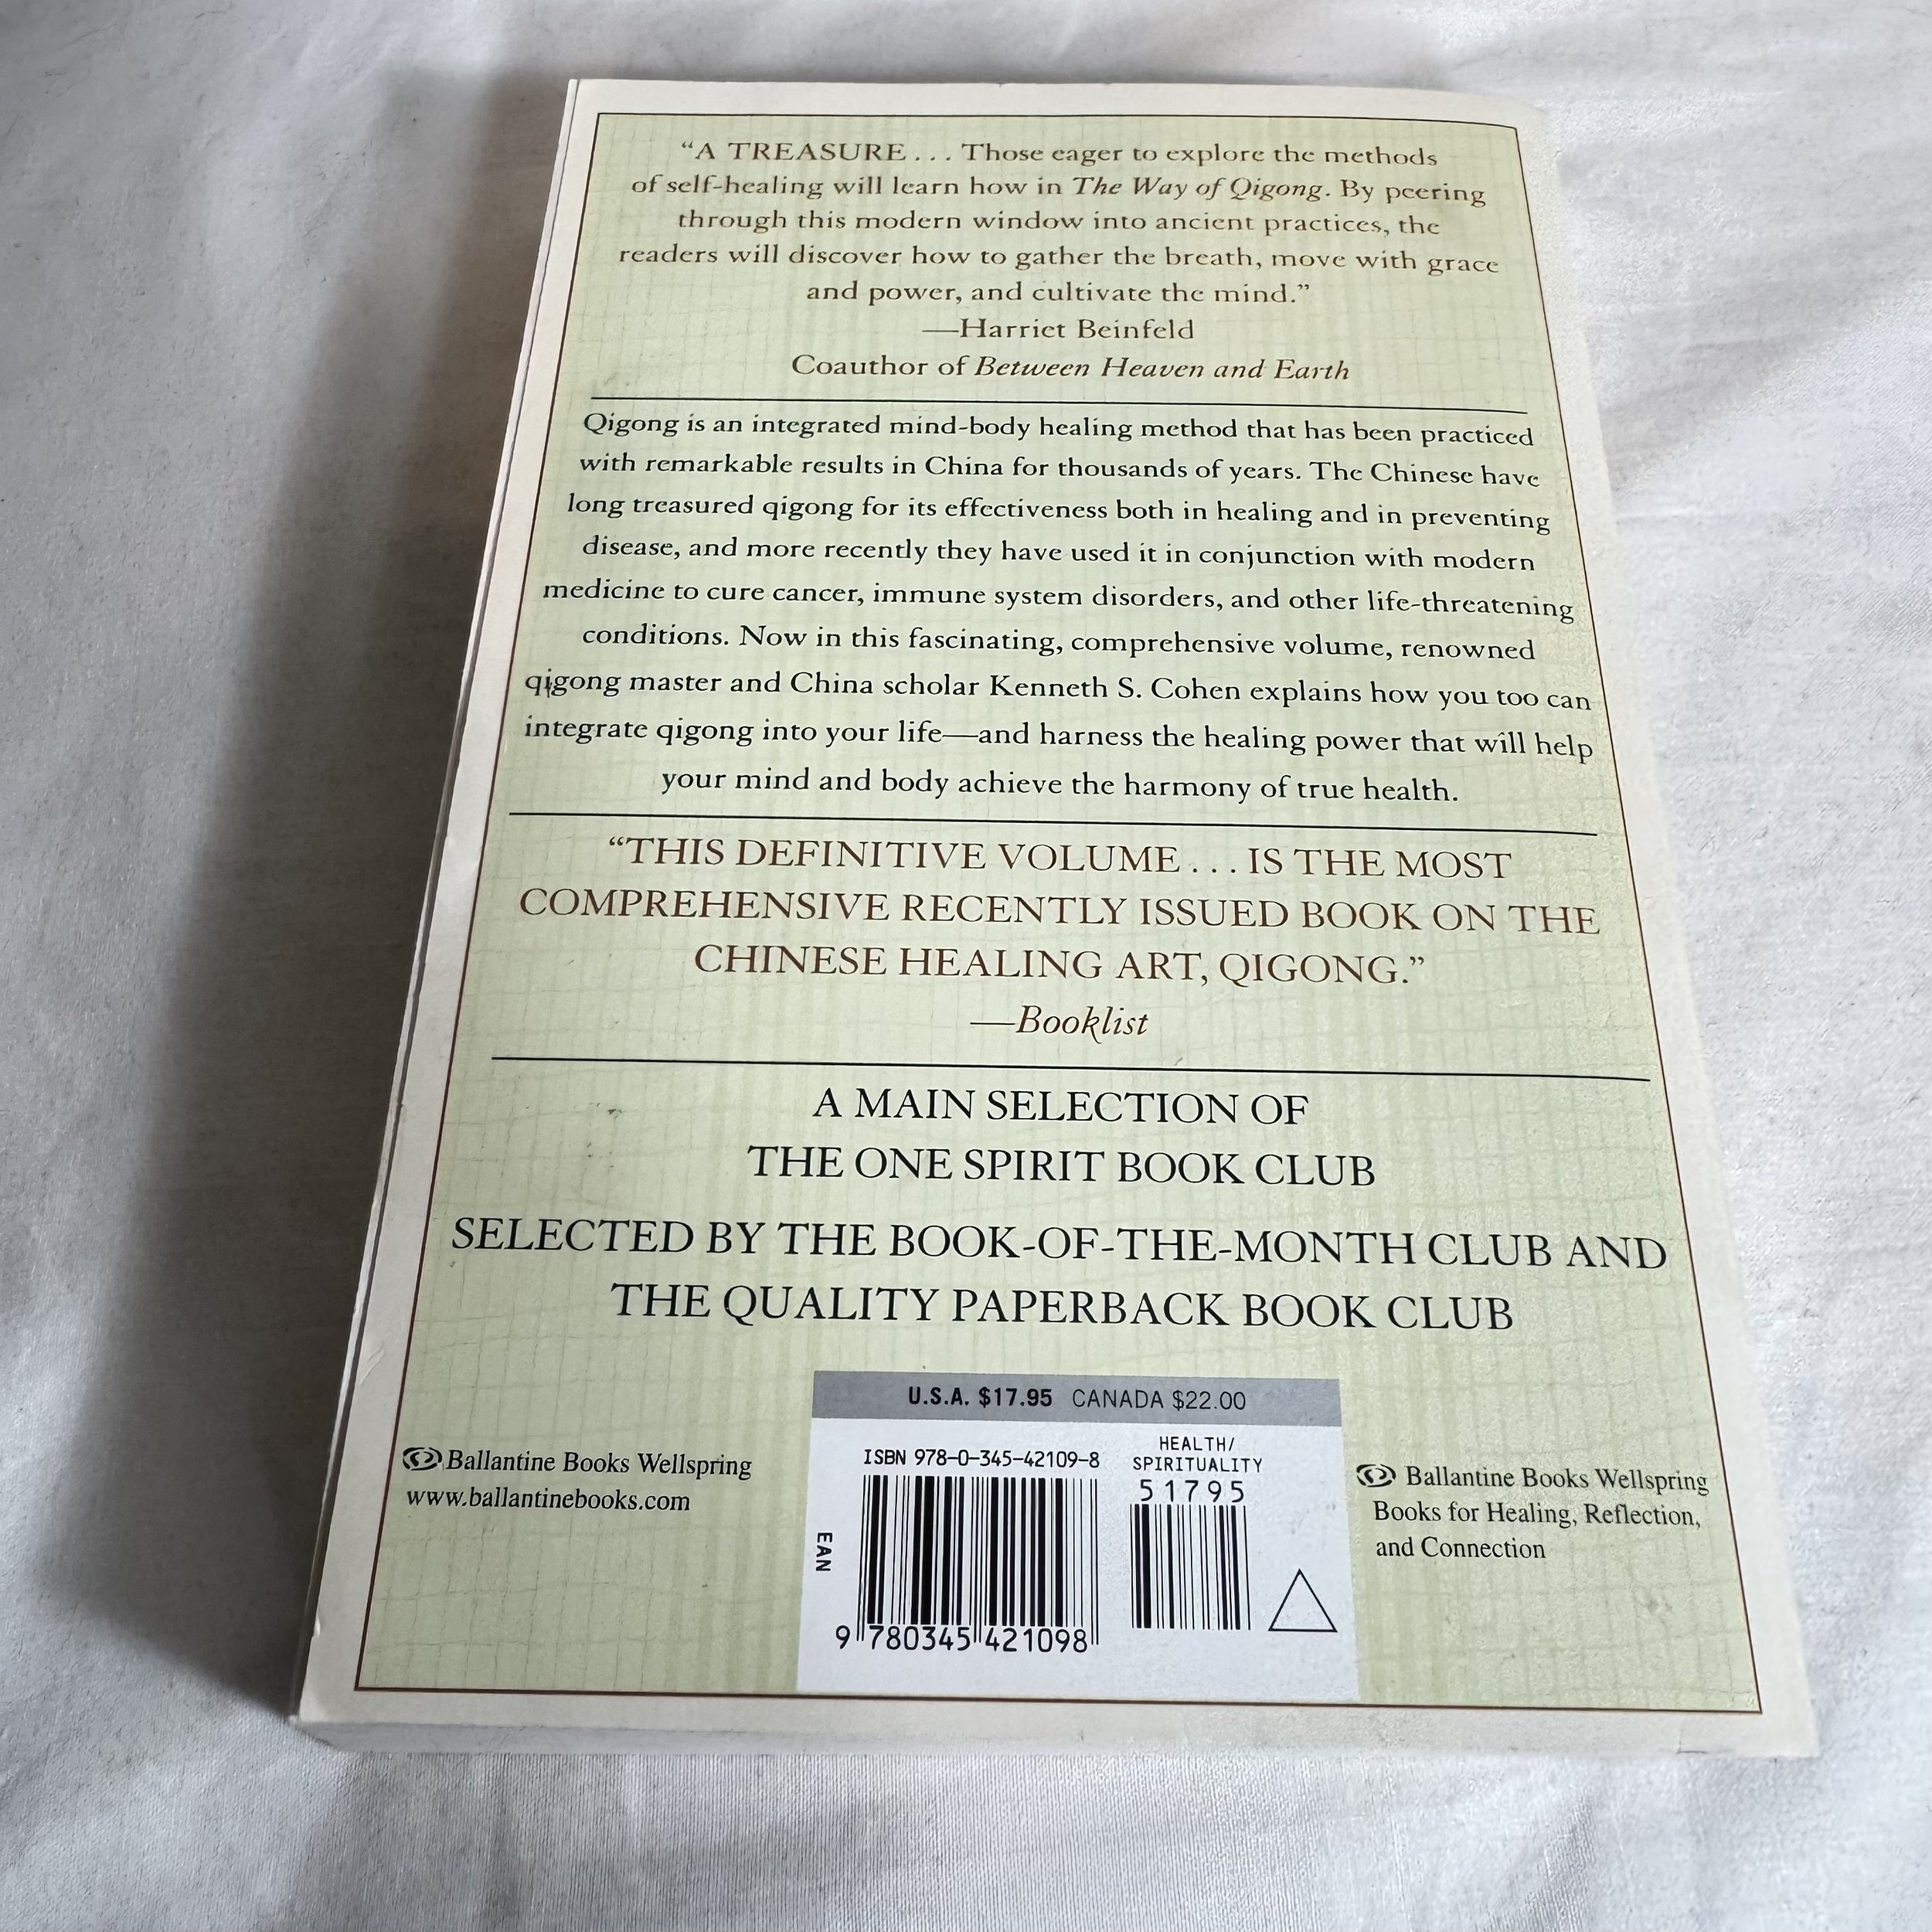 “A TREASURE . . . Those eager to explore the methods
of self-healing will learn how in The Way of Qigong. By peering
through this modern window into ancient practices, the
readers will discover how to gather the breath, move with grace
and power, and cultivate the mind.”
—Harriet Beinfeld
Coauthor of Between Heaven and Earth
Qigong is an integrated mind-body healing method that has been practiced
with remarkable results in China for thousands of years. The Chinese have
long treasured qigong for its effectiveness both in healing and in preventing
disease, and more recently they have used it in conjunction with modern
medicine to cure cancer, immune system disorders, and other life-threatening
conditions. Now in this fascinating, comprehensive volume, renowned
qigong master and China scholar Kenneth S. Cohen explains how you too can
integrate qigong into your life—and harness the healing power that will help
your mind and body achieve the harmony of true health.
“THIS DEFINITIVE VOLUME . . . IS THE MOST
COMPREHENSIVE RECENTLY ISSUED BOOK ON THE
CHINESE HEALING ART, QIGONG.”
—Booklist
A MAIN SELECTION OF
THE ONE SPIRIT BOOK CLUB
SELECTED BY THE BOOK-OF-THE-MONTH CLUB AND
THE QUALITY PAPERBACK BOOK CLUB
U.S.A. $17.95 CANADA $22.00
Ballantine Books Wellspring
www.ballantinebooks.com
ISBN 978-0-345-42109-8
HEALTH/
SPIRITUALITY
51795
EAN
9 780345 421098
Ballantine Books Wellspring
Books for Healing, Reflection,
and Connection